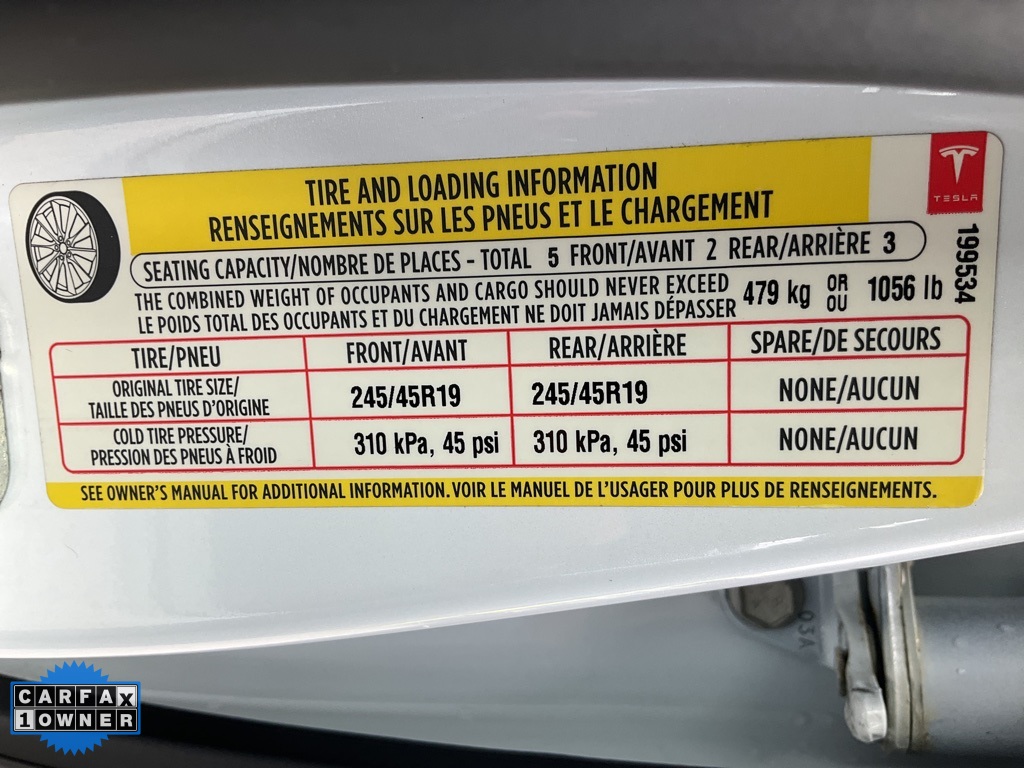 TIRE AND LOADING INFORMATION
RENSEIGNEMENTS SUR LES PNEUS ET LE CHARGEMENT
TESLA
199534
SEATING CAPACITY/NOMBRE DE PLACES - TOTAL 5 FRONT/AVANT 2 REAR/ARRIÈRE 3
THE COMBINED WEIGHT OF OCCUPANTS AND CARGO SHOULD NEVER EXCEED
LE POIDS TOTAL DES OCCUPANTS ET DU CHARGEMENT NE DOIT JAMAIS DÉPASSER
479 kg OR OU 1056 lb
TIRE/PNEU FRONT/AVANT REAR/ARRIÈRE SPARE/DE SECOURS
ORIGINAL TIRE SIZE/
TAILLE DES PNEUS D'ORIGINE
245/45R19 245/45R19 NONE/AUCUN
COLD TIRE PRESSURE/
PRESSION DES PNEUS À FROID
310 kPa, 45 psi 310 kPa, 45 psi NONE/AUCUN
SEE OWNER'S MANUAL FOR ADDITIONAL INFORMATION. VOIR LE MANUEL DE L'USAGER POUR PLUS DE RENSEIGNEMENTS.
03A
CARFAX
1 OWNER